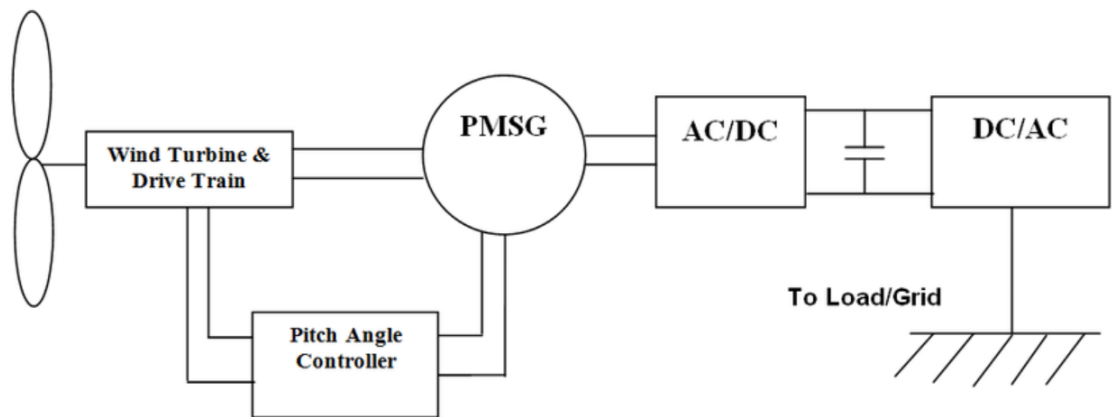 PMSG
AC/DC
DC/AC
Wind Turbine &
Drive Train
To Load/Grid
Pitch Angle
Controller